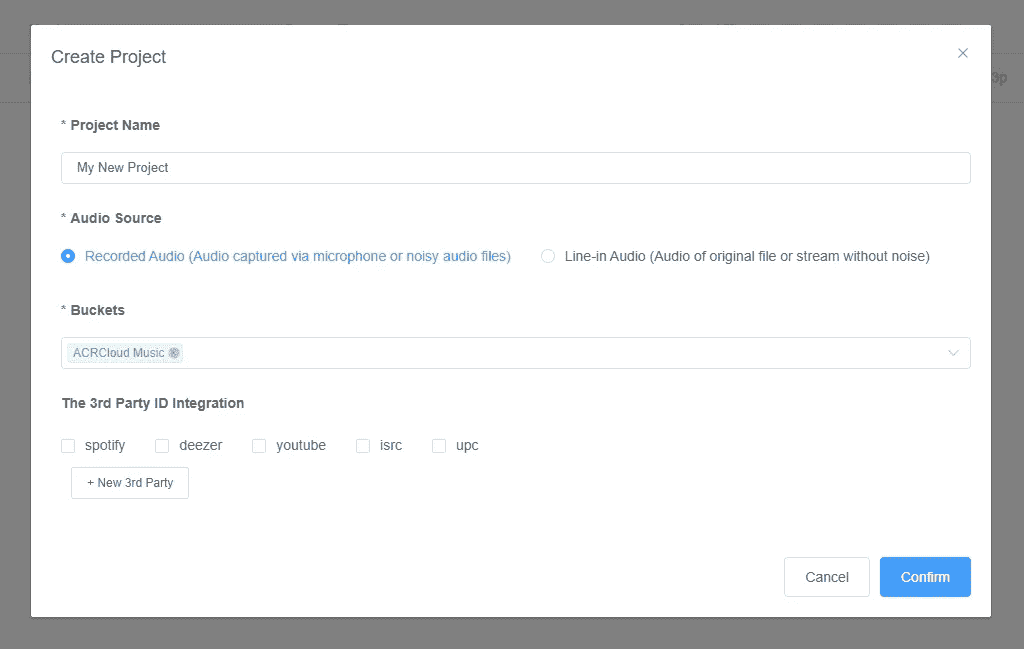 Create Project
3p
* Project Name
My New Project
* Audio Source
Recorded Audio (Audio captured via microphone or noisy audio files) Line-in Audio (Audio of original file or stream without noise)
* Buckets
ACRCloud Music
The 3rd Party ID Integration
spotify deezer youtube isrc upc
+ New 3rd Party
Cancel Confirm